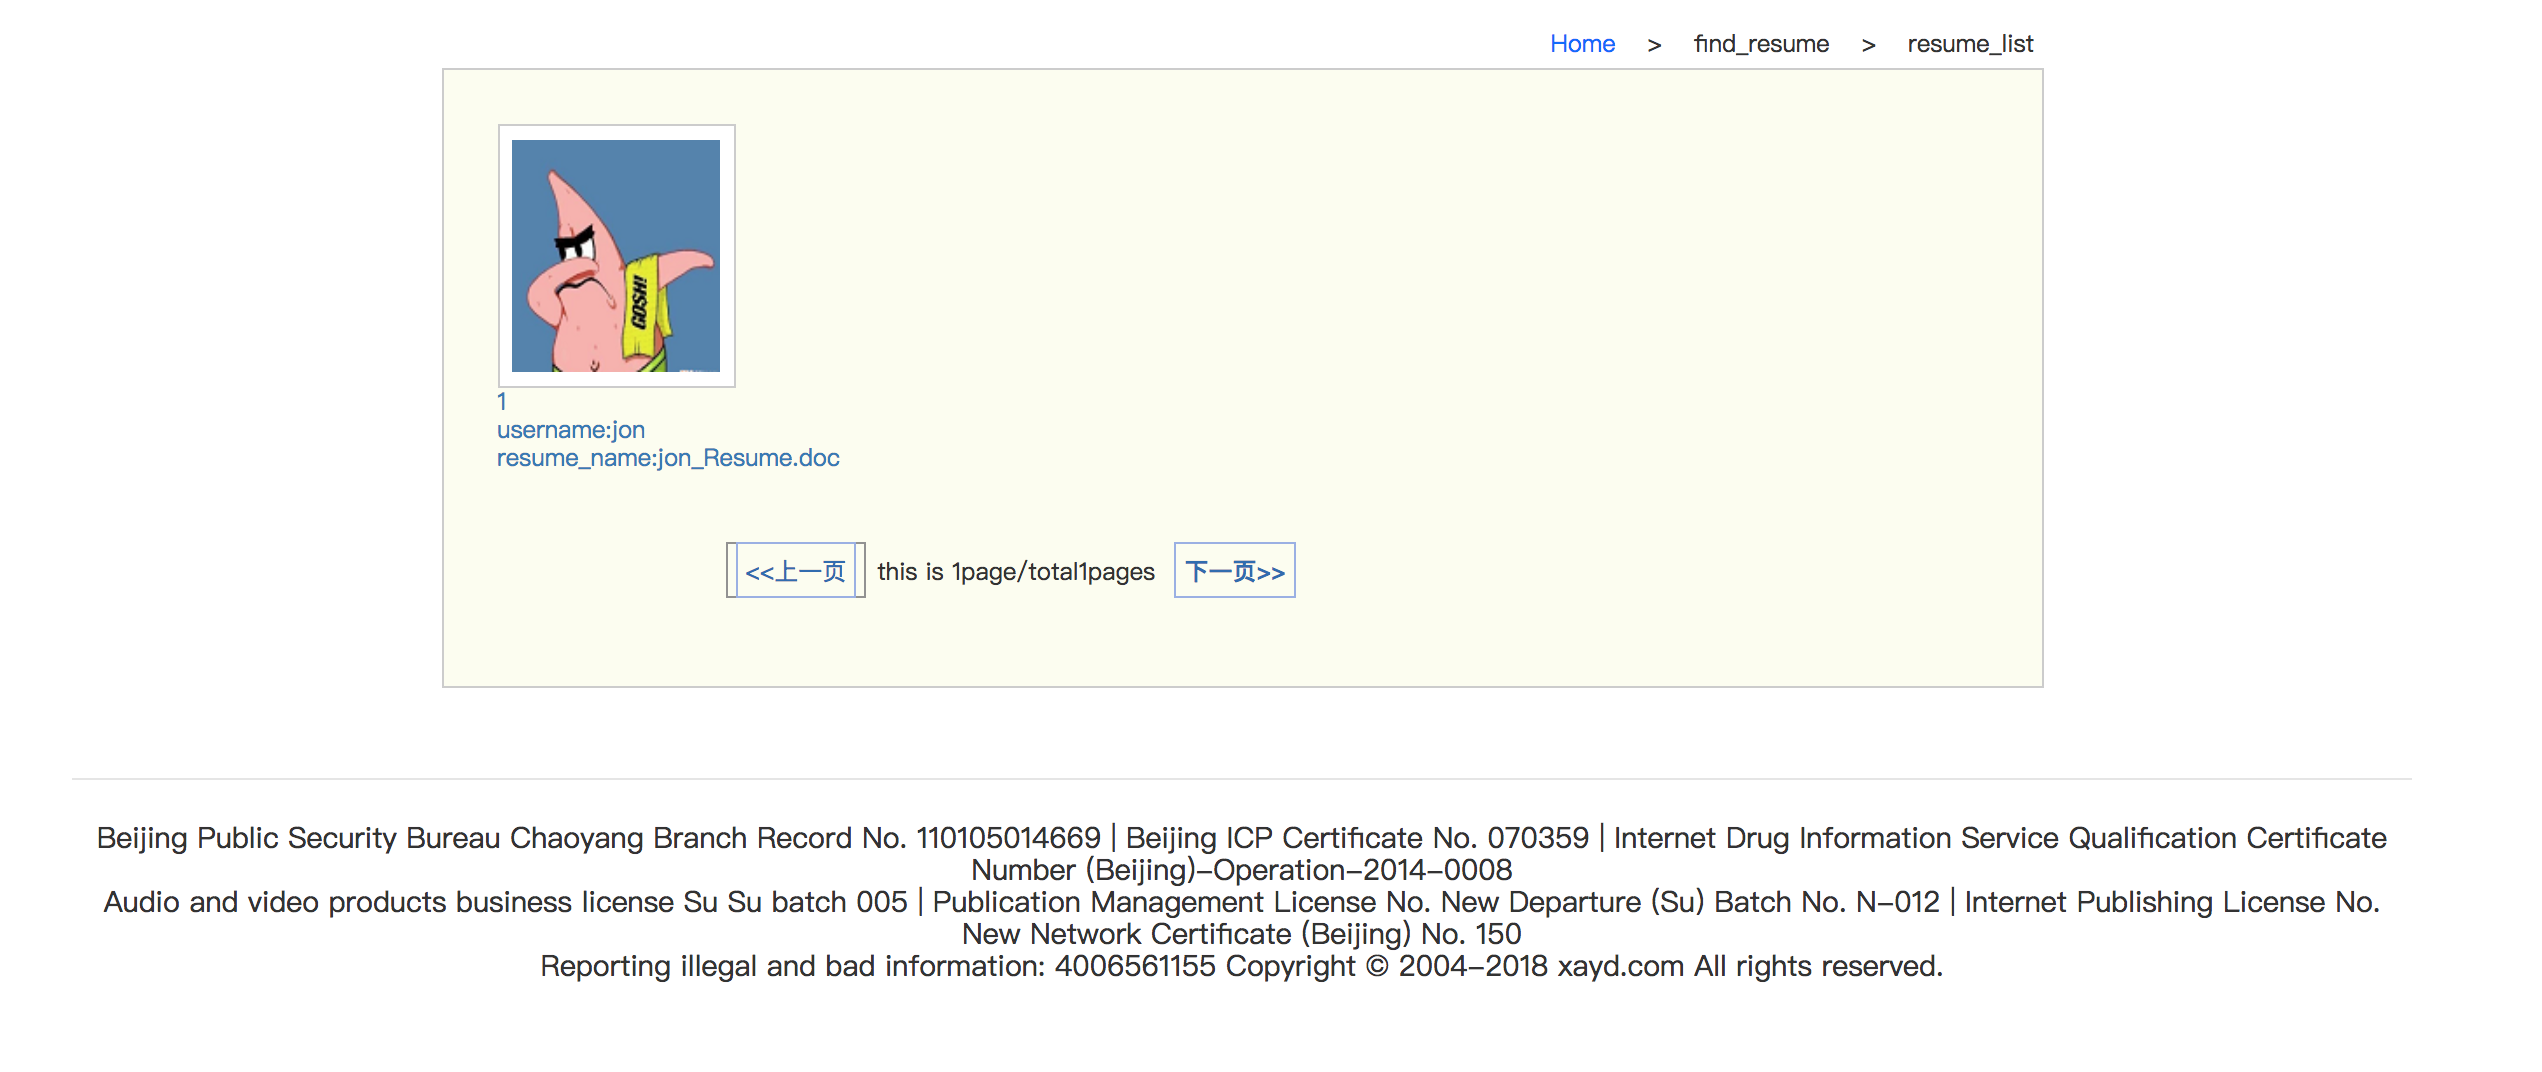 Home > find_resume > resume_list
GOSH!
1
username:jon
resume_name:jon_Resume.doc
<<上一页 this is 1page/total1pages 下一页>>
Beijing Public Security Bureau Chaoyang Branch Record No. 110105014669 | Beijing ICP Certificate No. 070359 | Internet Drug Information Service Qualification Certificate
Number (Beijing)-Operation-2014-0008
Audio and video products business license Su Su batch 005 | Publication Management License No. New Departure (Su) Batch No. N-012 | Internet Publishing License No.
New Network Certificate (Beijing) No. 150
Reporting illegal and bad information: 4006561155 Copyright © 2004-2018 xayd.com All rights reserved.